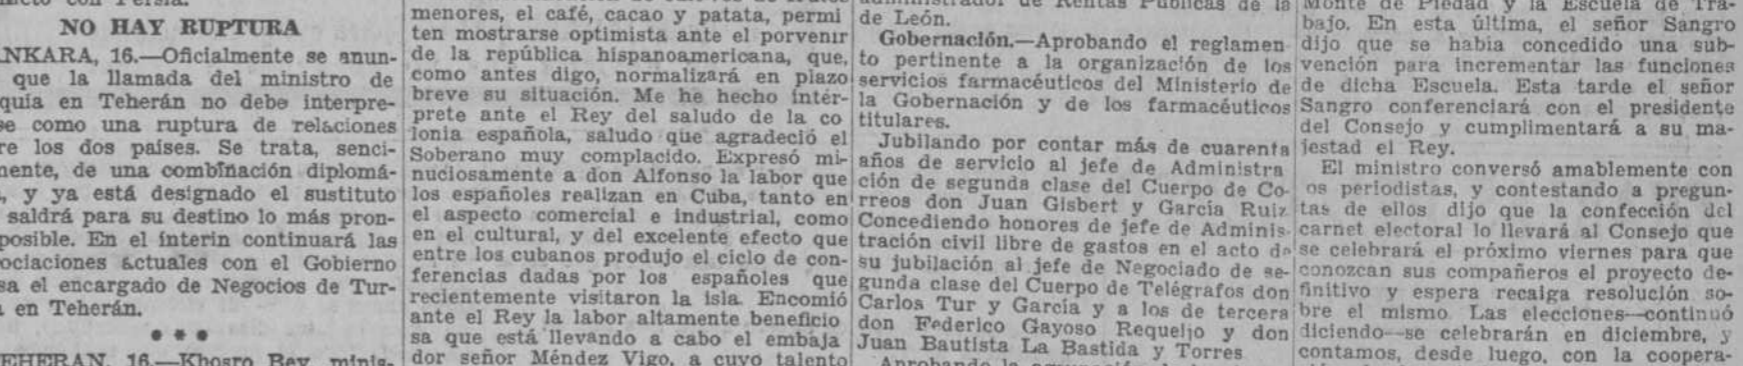 NO HAY RUPTURA
NKARA, 16.—Oficialmente se anun-
que la llamada del ministro de
quia en Teherán no debe interpre-
se como una ruptura de relaciones
re los dos países. Se trata, senci-
mente, de una combinación diplomá-
, y ya está designado el sustituto
saldrá para su destino lo más pron-
posible. En el interin continuará las
ociaciones actuales con el Gobierno
sa el encargado de Negocios de Tur-
en Teherán.
* * *
EHERAN, 16.—Khosro Bey, minis-
menores, el café, cacao y patata, permi
ten mostrarse optimista ante el porvenir
de la república hispanoamericana, que,
como antes digo, normalizará en plazo
breve su situación. Me he hecho intér-
prete ante el Rey del saludo de la co
lonia española, saludo que agradeció el
Soberano muy complacido. Expresó mi-
nuciosamente a don Alfonso la labor que
los españoles realizan en Cuba, tanto en
el aspecto comercial e industrial, como
en el cultural, y del excelente efecto que
entre los cubanos produjo el ciclo de con-
ferencias dadas por los españoles que
recientemente visitaron la isla. Encomió
ante el Rey la labor altamente beneficio
sa que está llevando a cabo el embaja
dor señor Méndez Vigo, a cuyo talento
administrador de Rentas Públicas de la
de León.
Gobernación.—Aprobando el reglamen
to pertinente a la organización de los
servicios farmacéuticos del Ministerio de
la Gobernación y de los farmacéuticos
titulares.
Jubilando por contar más de cuarenta
años de servicio al jefe de Administra
ción de segunda clase del Cuerpo de Co-
rreos don Juan Gisbert y García Ruiz
Concediendo honores de jefe de Adminis-
tración civil libre de gastos en el acto de
su jubilación al jefe de Negociado de se-
gunda clase del Cuerpo de Telégrafos don
Carlos Tur y García y a los de tercera
don Federico Gayoso Requeijo y don
Juan Bautista La Bastida y Torres
Monte de Piedad y la Escuela de Tra-
bajo. En esta última, el señor Sangro
dijo que se había concedido una sub-
vención para incrementar las funciones
de dicha Escuela. Esta tarde el señor
Sangro conferenciará con el presidente
del Consejo y cumplimentará a su ma-
jestad el Rey.
El ministro conversó amablemente con
os periodistas, y contestando a pregun-
tas de ellos dijo que la confección del
carnet electoral lo llevará al Consejo que
se celebrará el próximo viernes para que
conozcan sus compañeros el proyecto de-
finitivo y espera recaiga resolución so-
bre el mismo Las elecciones—continuó
diciendo—se celebrarán en diciembre, y
contamos, desde luego, con la coopera-